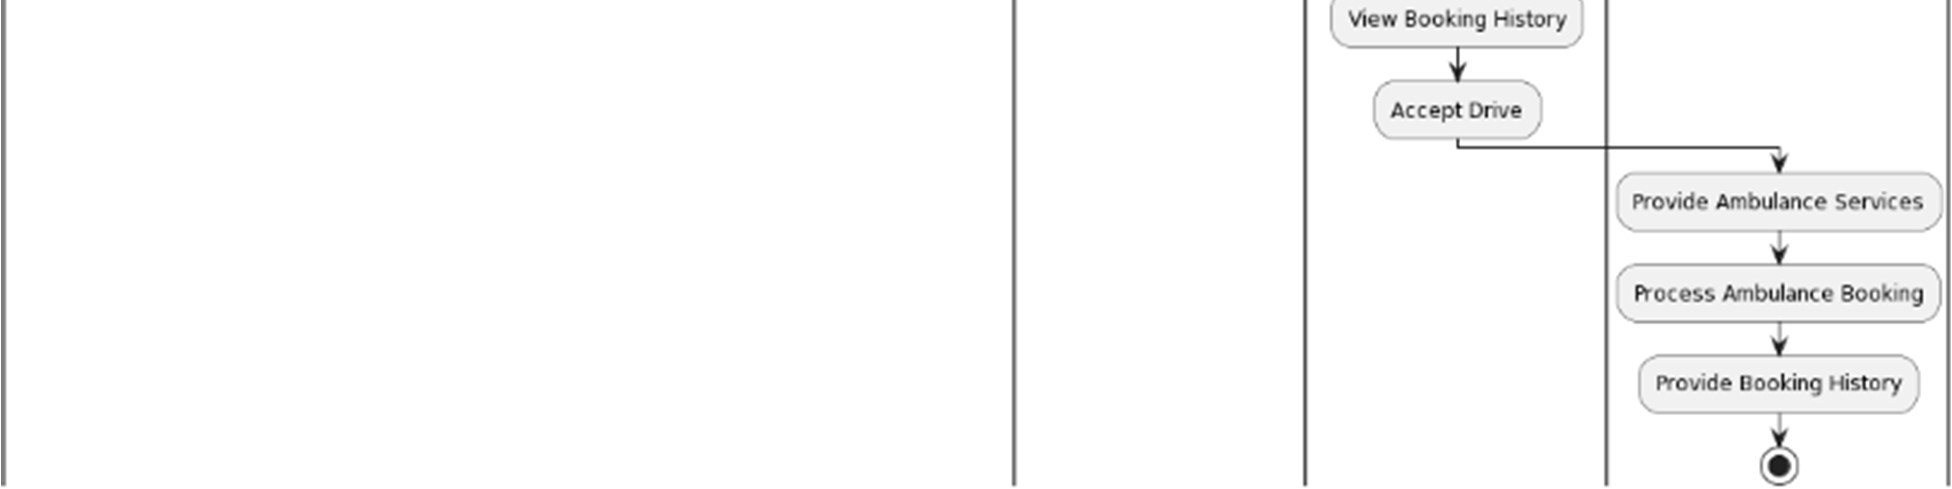 View Booking History
Accept Drive
Provide Ambulance Services
Process Ambulance Booking
Provide Booking History